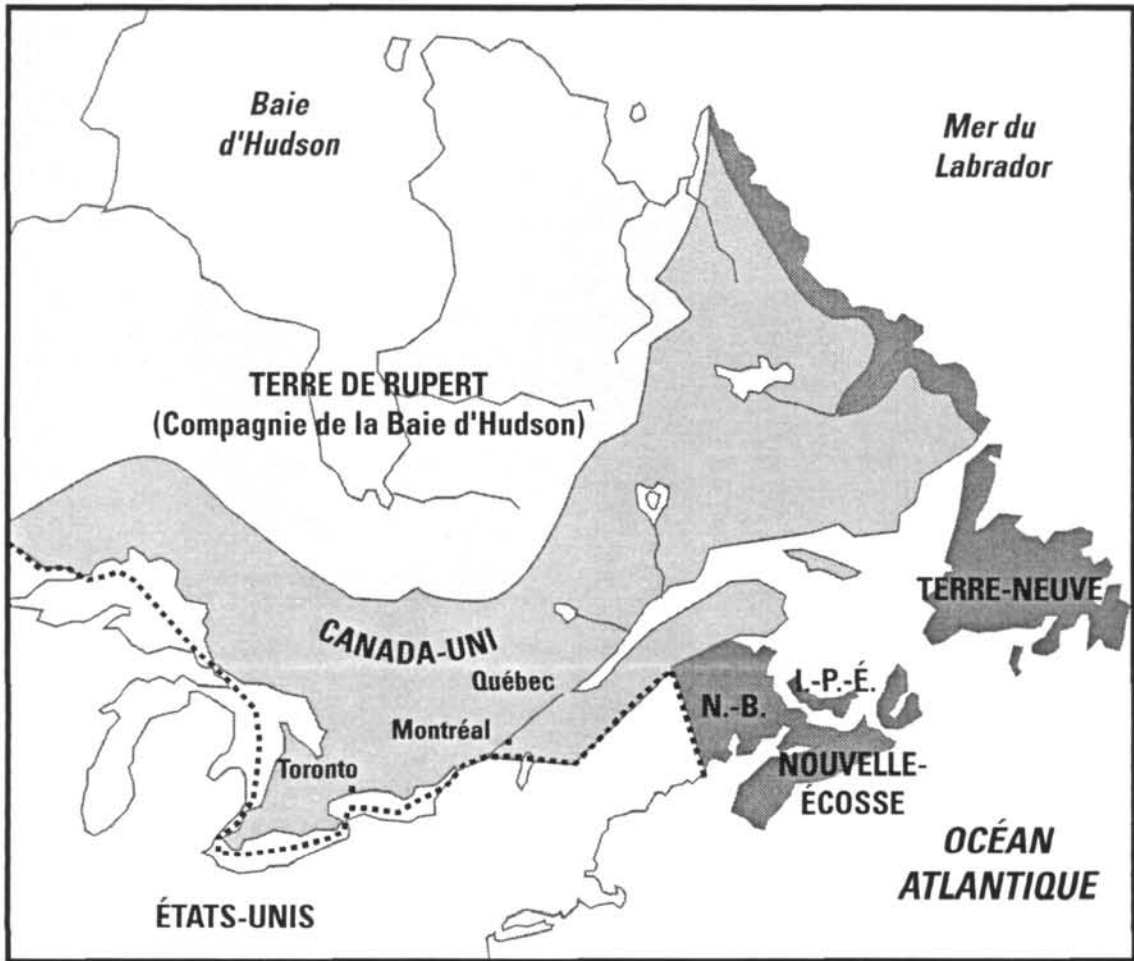 Baie
d'Hudson
Mer du
Labrador
TERRE DE RUPERT
(Compagnie de la Baie d'Hudson)
TERRE-NEUVE
CANADA-UNI
Québec
I.-P.-É.
N.-B.
Montréal
Toronto
NOUVELLE-
ÉCOSSE
OCÉAN
ATLANTIQUE
ÉTATS-UNIS